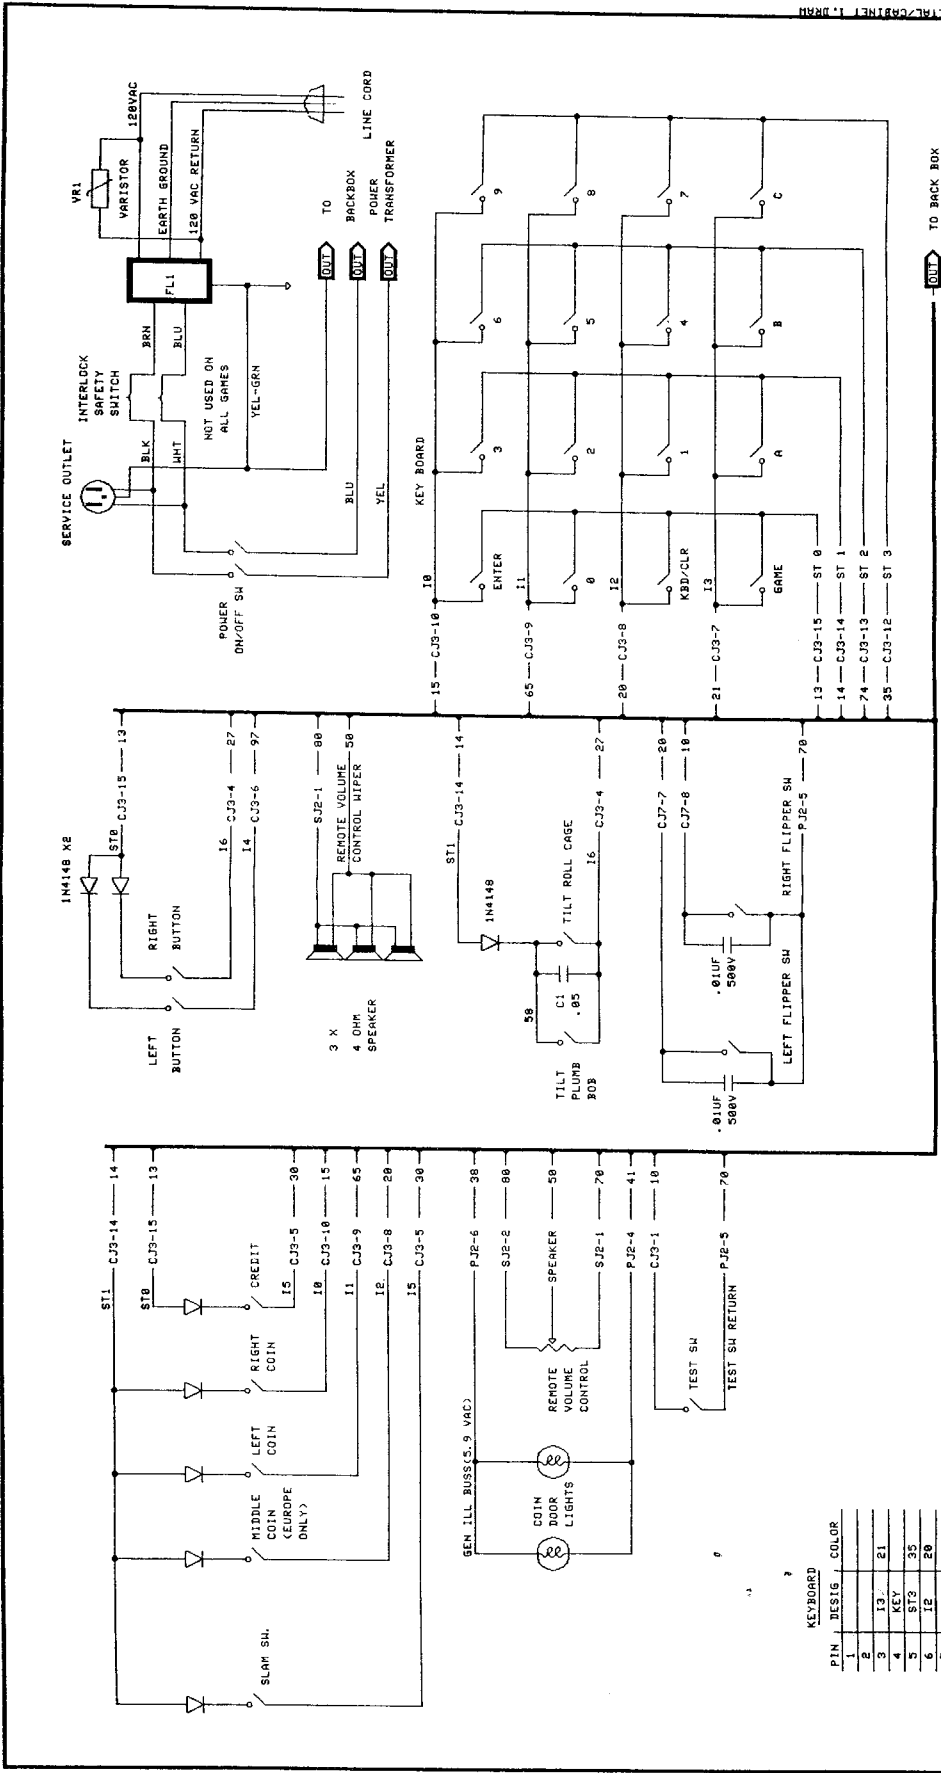 TIAL/CABINET 1.DRAW
SLAM SW.
MIDDLE
COIN
(EUROPE
ONLY)
LEFT
COIN
RIGHT
COIN
CREDIT
ST1
CJ3-14
14
ST0
CJ3-15
13
I5
CJ3-5
30
I0
CJ3-10
15
I1
CJ3-9
65
I2
CJ3-8
20
I5
CJ3-5
30
GEN ILL BUSS(5.9 VAC)
PJ2-6
38
SJ2-2
80
SPEAKER
50
SJ2-1
70
PJ2-4
41
CJ3-1
10
PJ2-5
70
COIN
DOOR
LIGHTS
REMOTE
VOLUME
CONTROL
TEST SW
TEST SW RETURN
KEYBOARD
PIN DESIG COLOR
1
2
3 I3 21
4 KEY
5 ST3 35
6 I2 20
1N4148 X2
LEFT
BUTTON
RIGHT
BUTTON
ST0
CJ3-15
13
I6
CJ3-4
27
I4
CJ3-6
97
3 X
4 OHM
SPEAKER
SJ2-1
80
REMOTE VOLUME
50
CONTROL WIPER
ST1
CJ3-14
14
1N4148
58
C1
.05
TILT
PLUMB
BOB
TILT ROLL CAGE
I6
CJ3-4
27
CJ7-7
20
CJ7-8
10
PJ2-5
70
.01UF
500V
LEFT FLIPPER SW
.01UF
500V
RIGHT FLIPPER SW
SERVICE OUTLET
INTERLOCK
SAFETY
SWITCH
BLK
WHT
BRN
BLU
NOT USED ON
ALL GAMES
YEL-GRN
POWER
ON/OFF SW
BLU
YEL
FL1
VR1
VARISTOR
120VAC
EARTH GROUND
120 VAC RETURN
LINE CORD
OUT
OUT
OUT
TO
BACKBOX
POWER
TRANSFORMER
KEY BOARD
15
CJ3-10
I0
ENTER
3
6
9
65
CJ3-9
I1
0
2
5
8
20
CJ3-8
I2
KBD/CLR
1
4
7
21
CJ3-7
I3
GAME
A
B
C
13
CJ3-15
ST 0
14
CJ3-14
ST 1
74
CJ3-13
ST 2
35
CJ3-12
ST 3
OUT
TO BACK BOX